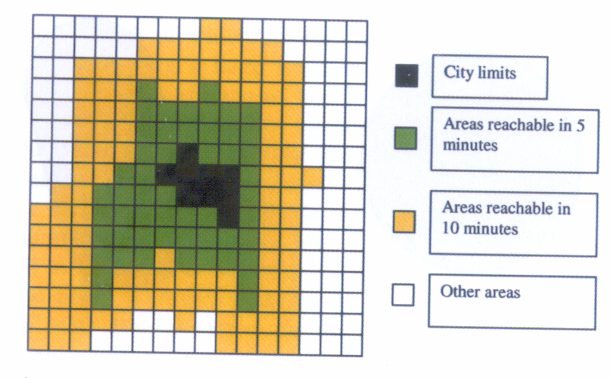 City limits
Areas reachable in 5
minutes
Areas reachable in
10 minutes
Other areas